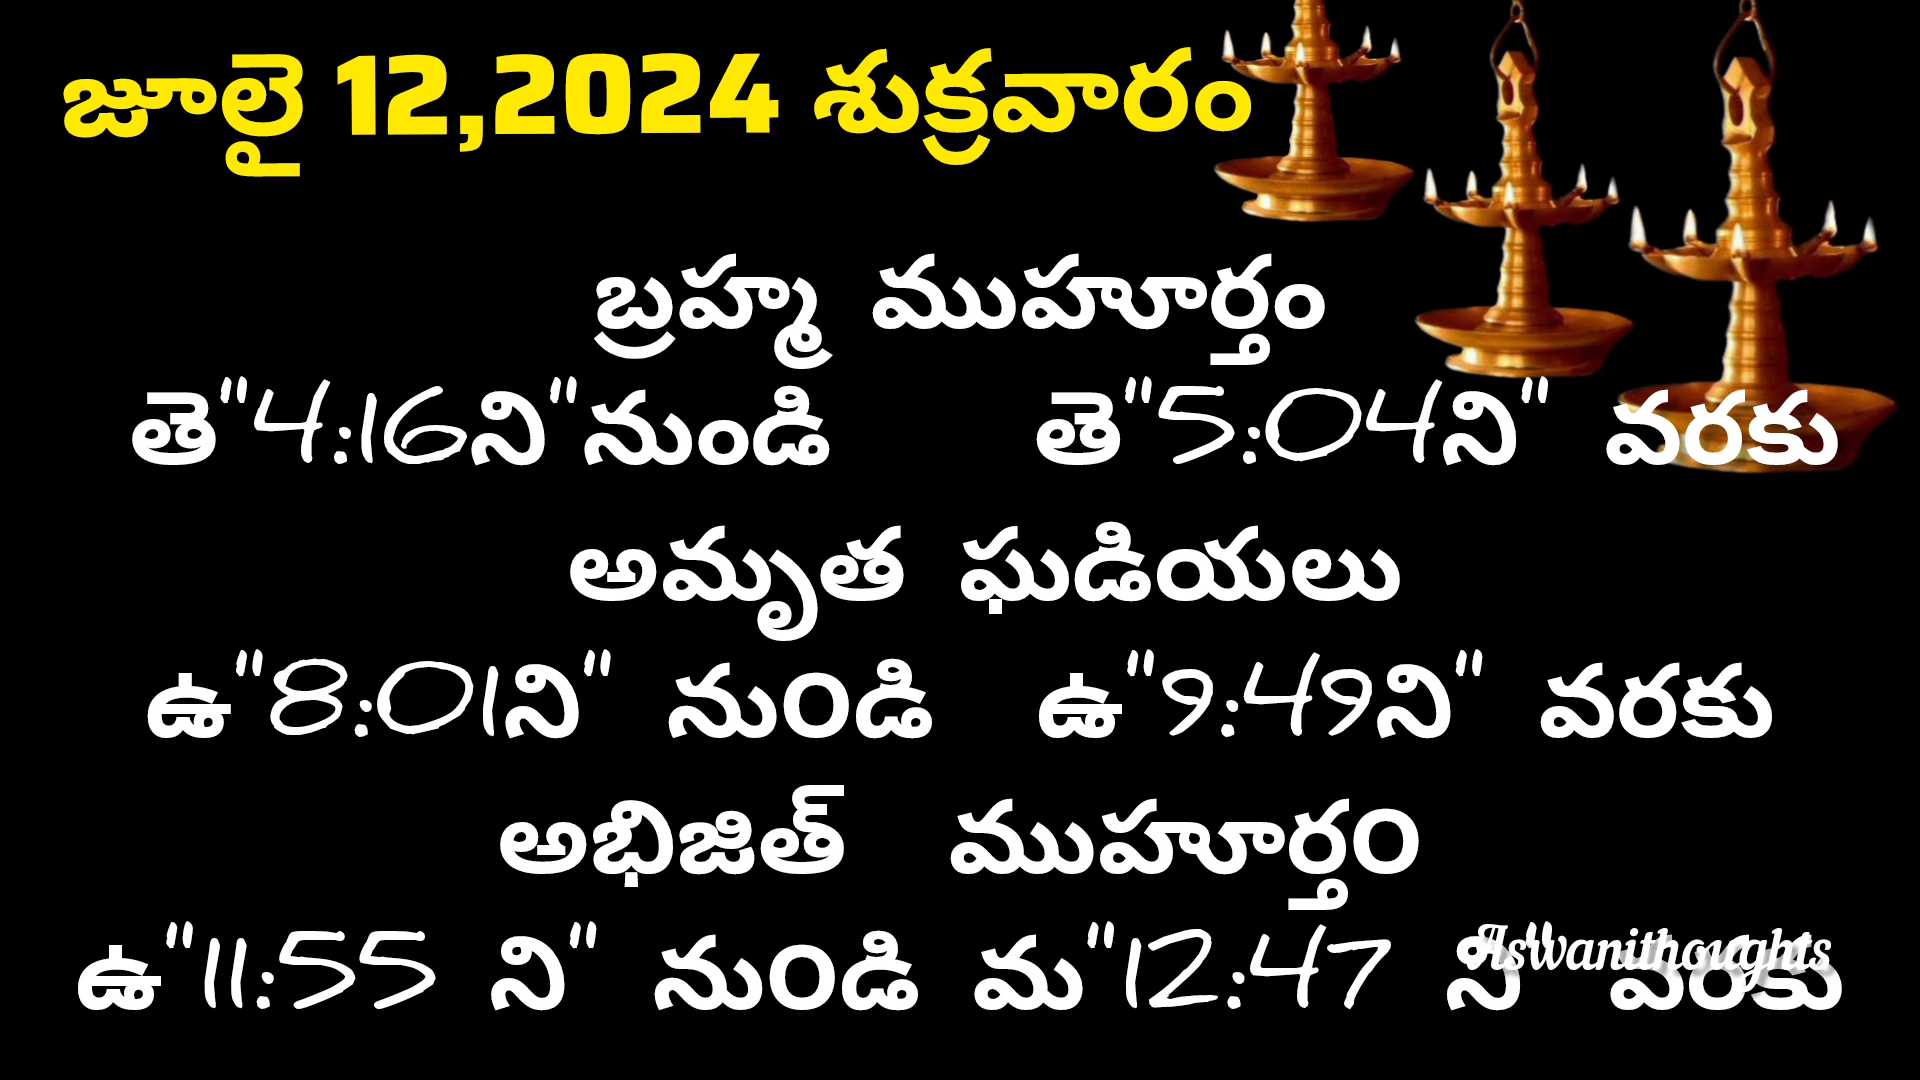 జూలై 12,2024 శుక్రవారం
బ్రహ్మ ముహూర్తం
తె"4:16ని"నుండి తె"5:04ని" వరకు
అమృత ఘడియలు
ఉ"8:01ని" నుండి ఉ"9:49ని" వరకు
అభిజిత్ ముహూర్తం
ఉ"11:55 ని" నుండి మ"12:47 ని" వరకు
Aswanithoughts